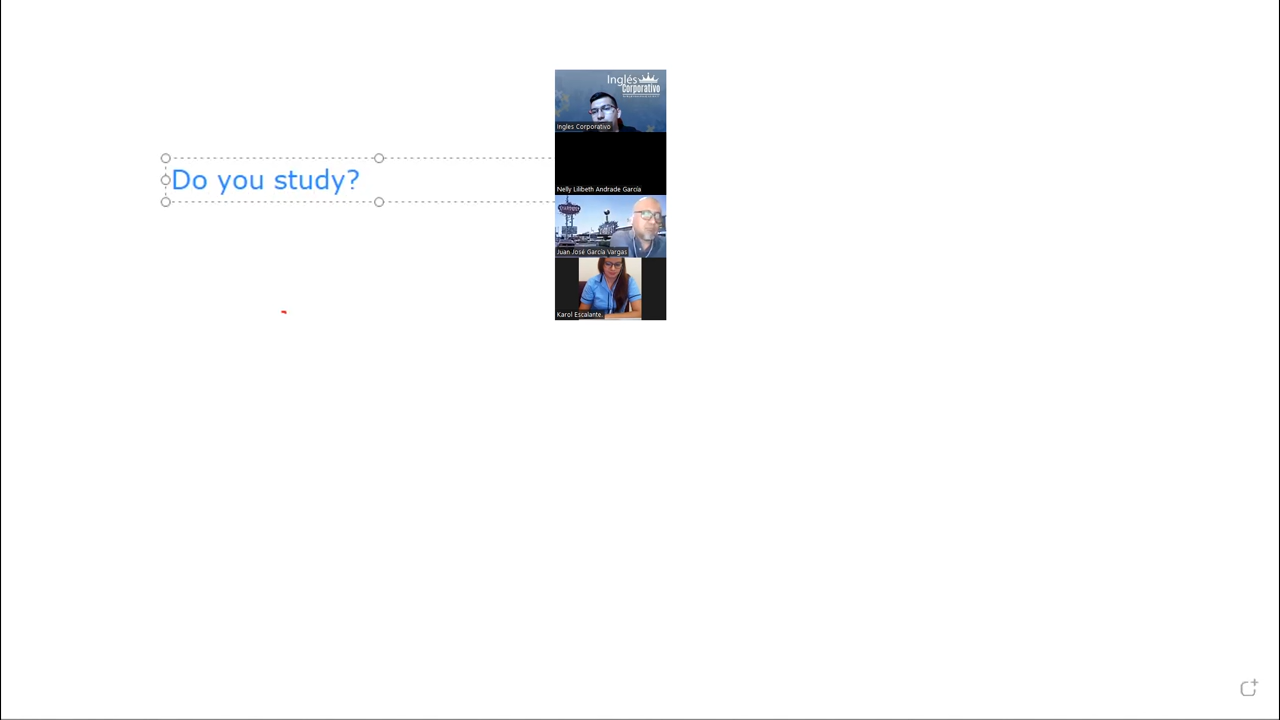 Inglés
Corporativo
Ingles Corporativo
Do you study?
Nelly Lilibeth Andrade García
Juan José García Vargas
Karol Escalante